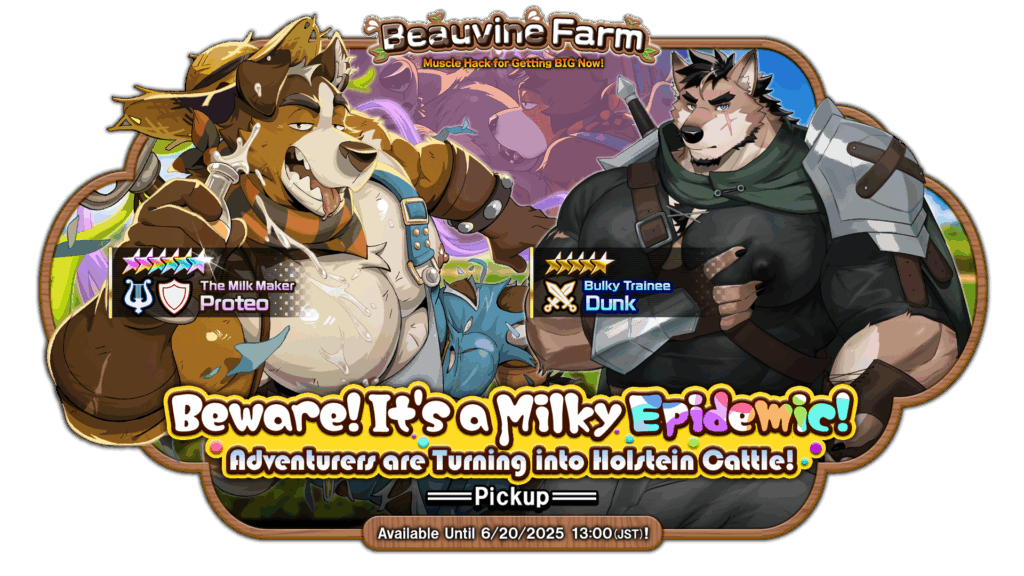 Beauvine Farm
Muscle Hack for Getting BIG Now!
The Milk Maker
Proteo
Bulky Trainee
Dunk
Beware! It's a Milky Epidemic!
Adventurers are Turning into Holstein Cattle!
Pickup
Available Until 6/20/2025 13:00(JST)!